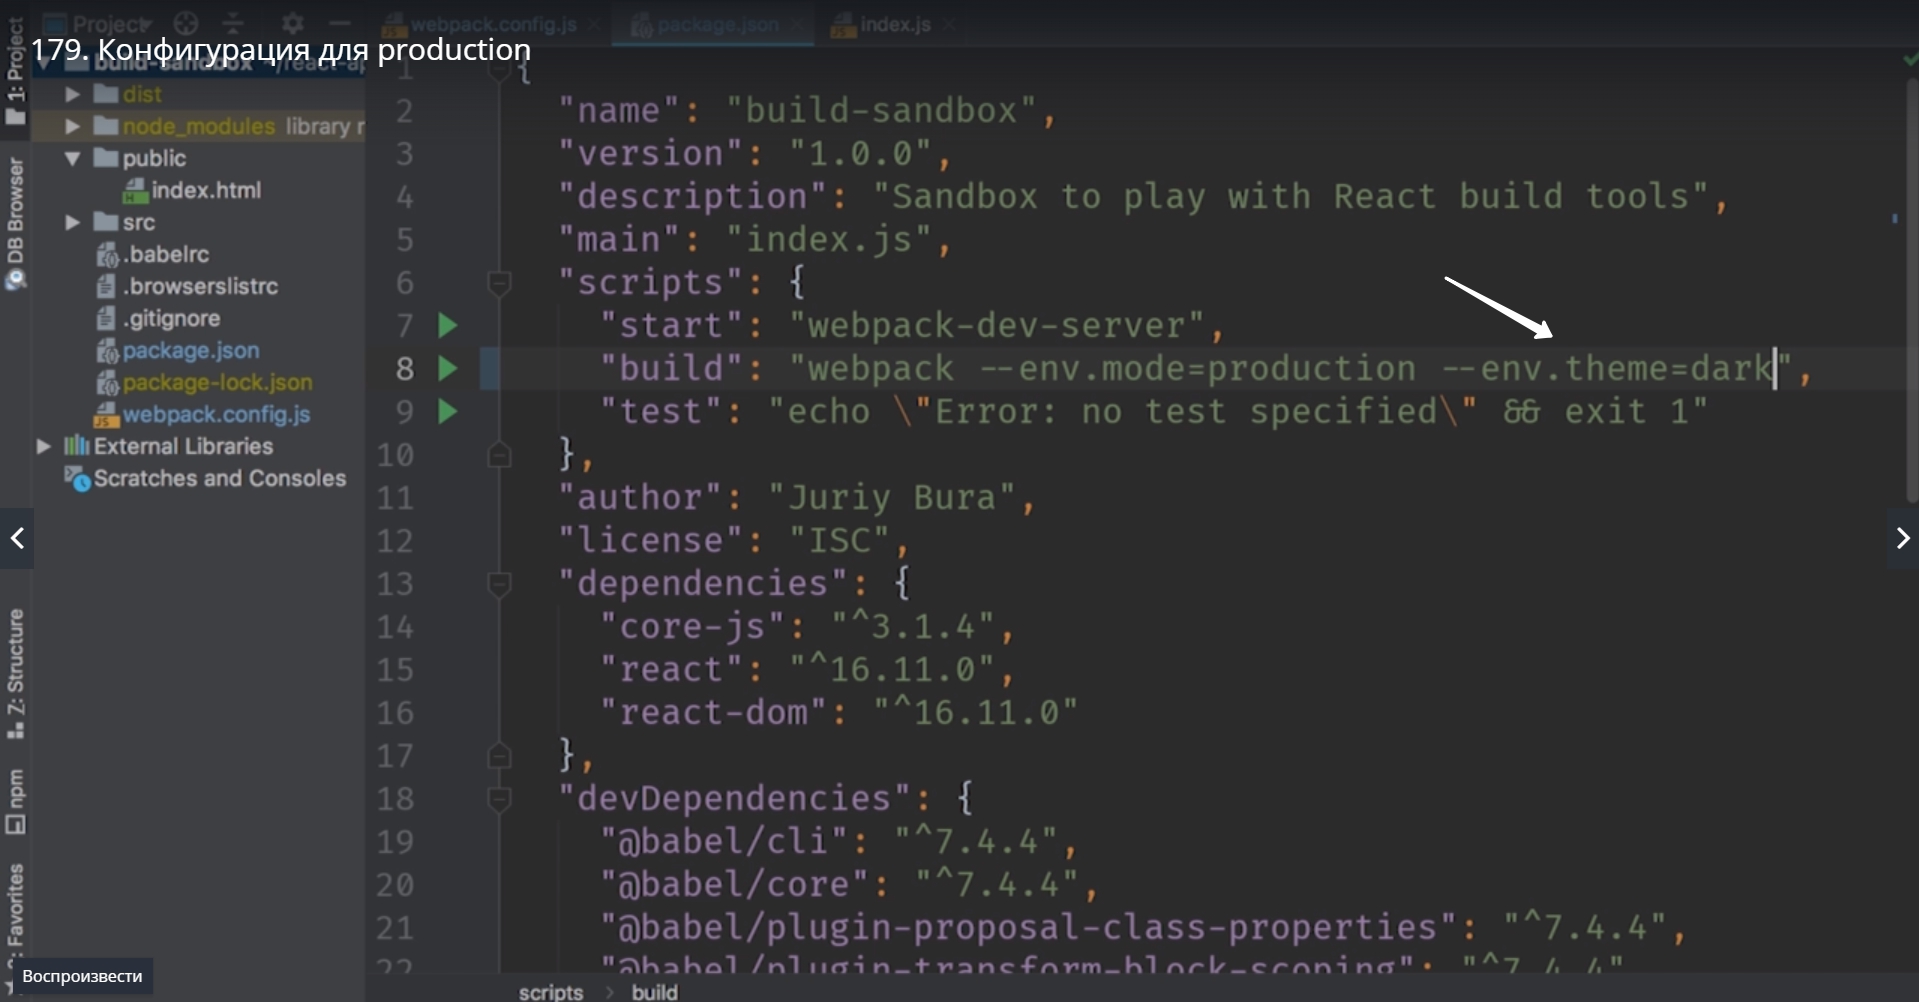 Project
webpack.config.js
package.json
index.js
179. Конфигурация для production
1: Project
build-sandbox ~/react-ap
dist
node_modules library r
public
index.html
src
.babelrc
.browserslistrc
.gitignore
package.json
package-lock.json
webpack.config.js
External Libraries
Scratches and Consoles
DB Browser
Z: Structure
npm
Favorites
Воспроизвести
1 {
2 "name": "build-sandbox",
3 "version": "1.0.0",
4 "description": "Sandbox to play with React build tools",
5 "main": "index.js",
6 "scripts": {
7 "start": "webpack-dev-server",
8 "build": "webpack --env.mode=production --env.theme=dark",
9 "test": "echo \"Error: no test specified\" && exit 1"
10 },
11 "author": "Juriy Bura",
12 "license": "ISC",
13 "dependencies": {
14 "core-js": "^3.1.4",
15 "react": "^16.11.0",
16 "react-dom": "^16.11.0"
17 },
18 "devDependencies": {
19 "@babel/cli": "^7.4.4",
20 "@babel/core": "^7.4.4",
21 "@babel/plugin-proposal-class-properties": "^7.4.4",
22 "@babel/plugin-transform-block-scoping": "^7.4.4"
scripts > build